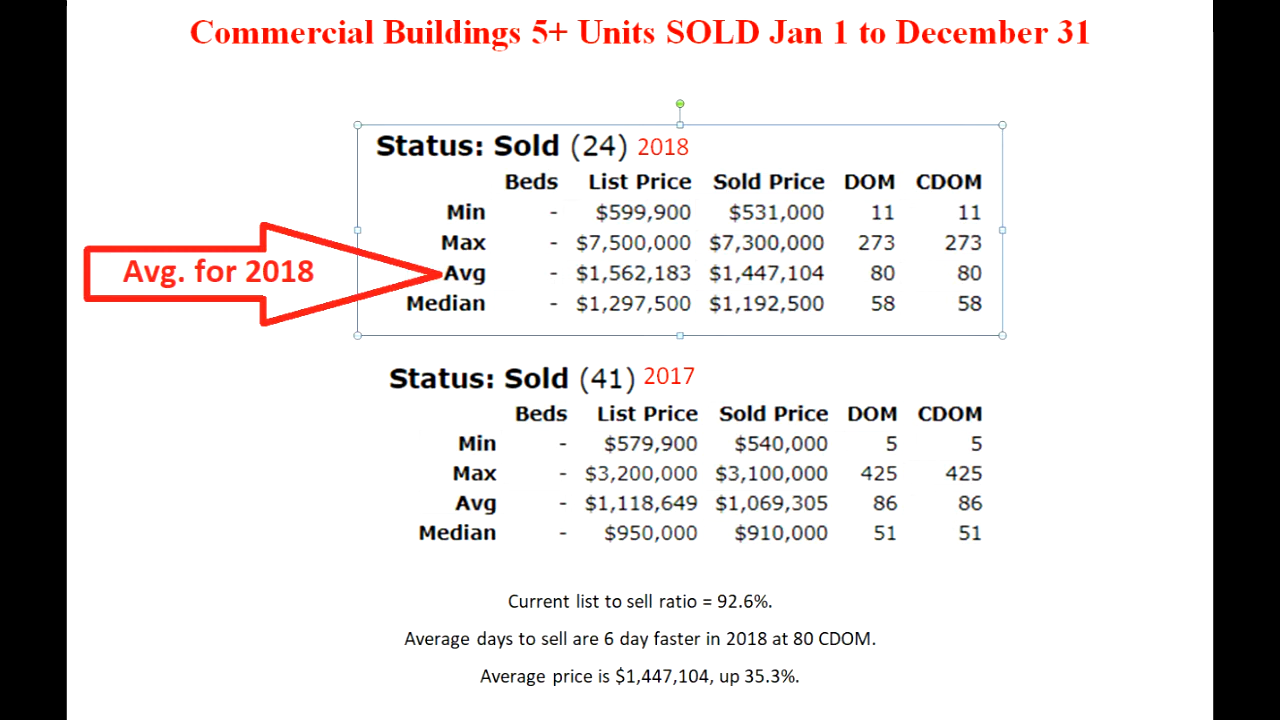 Commercial Buildings 5+ Units SOLD Jan 1 to December 31
Status: Sold (24) 2018
Beds List Price Sold Price DOM CDOM
Min - $599,900 $531,000 11 11
Max - $7,500,000 $7,300,000 273 273
Avg. for 2018
Avg - $1,562,183 $1,447,104 80 80
Median - $1,297,500 $1,192,500 58 58
Status: Sold (41) 2017
Beds List Price Sold Price DOM CDOM
Min - $579,900 $540,000 5 5
Max - $3,200,000 $3,100,000 425 425
Avg - $1,118,649 $1,069,305 86 86
Median - $950,000 $910,000 51 51
Current list to sell ratio = 92.6%.
Average days to sell are 6 day faster in 2018 at 80 CDOM.
Average price is $1,447,104, up 35.3%.